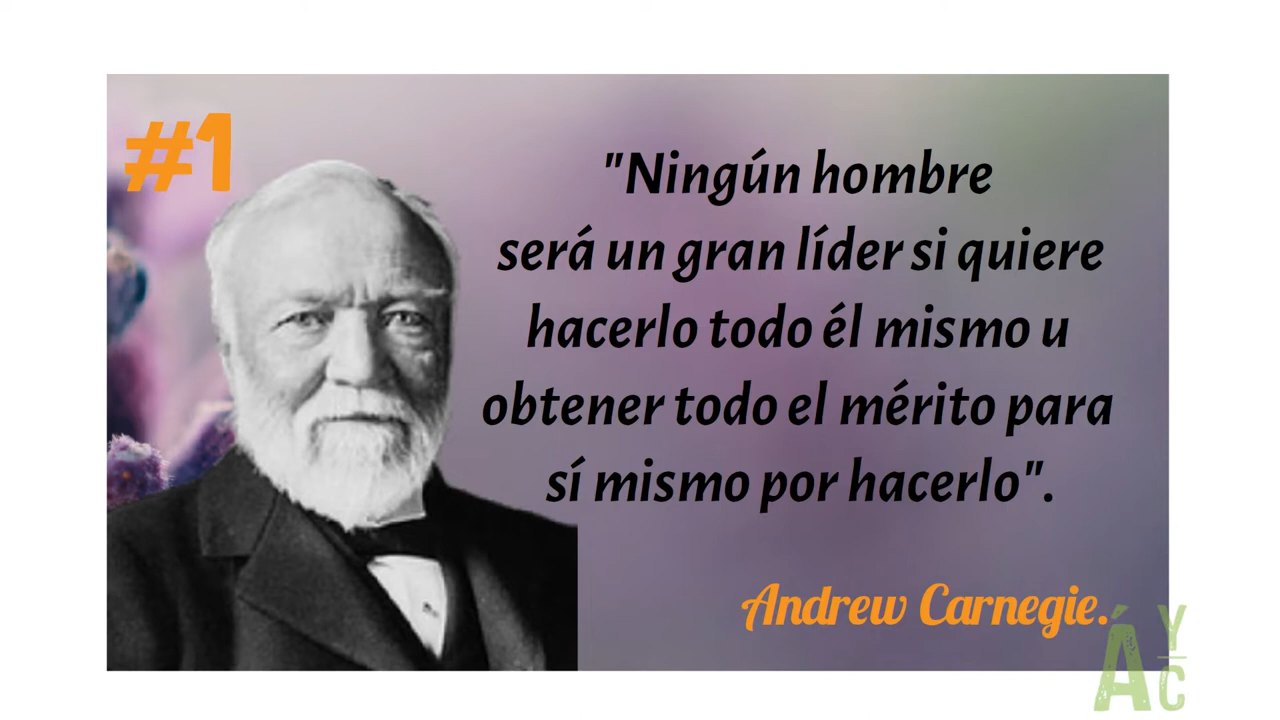 #1
"Ningún hombre
será un gran líder si quiere
hacerlo todo él mismo u
obtener todo el mérito para
sí mismo por hacerlo".
Andrew Carnegie.
Á Y C